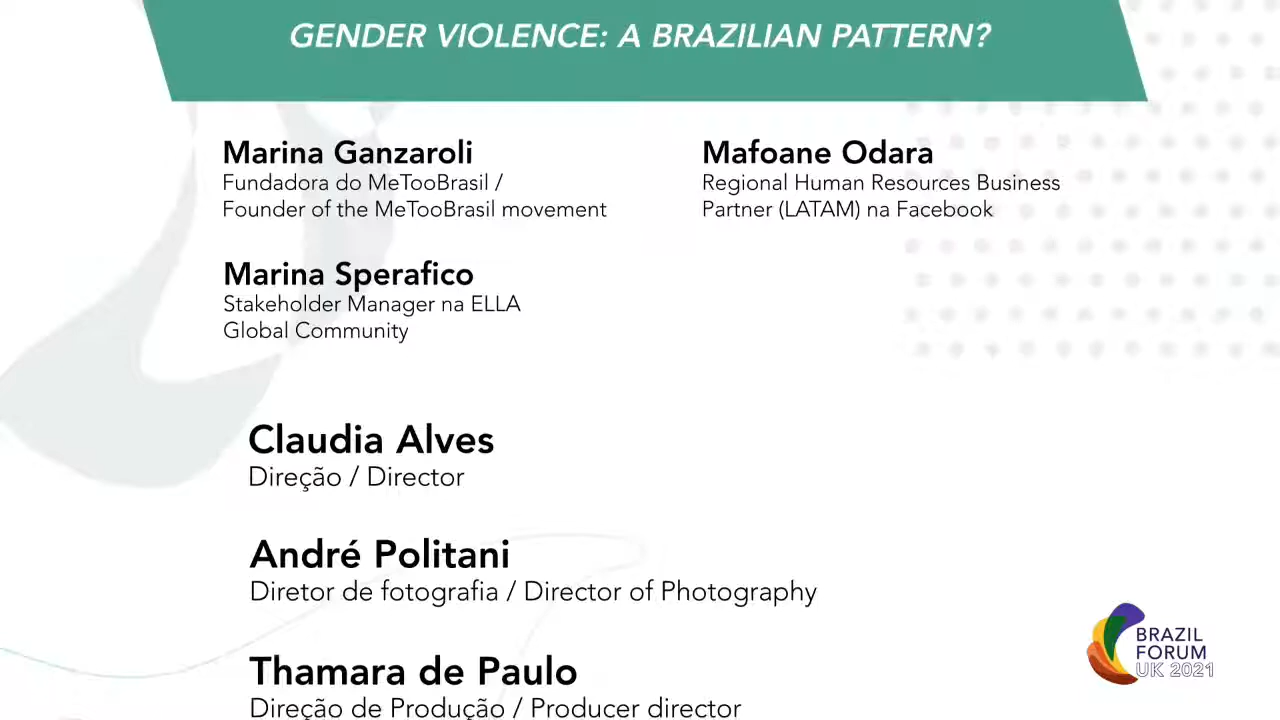 GENDER VIOLENCE: A BRAZILIAN PATTERN?
Marina Ganzaroli
Fundadora do MeTooBrasil /
Founder of the MeTooBrasil movement
Mafoane Odara
Regional Human Resources Business
Partner (LATAM) na Facebook
Marina Sperafico
Stakeholder Manager na ELLA
Global Community
Claudia Alves
Direção / Director
André Politani
Diretor de fotografia / Director of Photography
Thamara de Paulo
Direção de Produção / Producer director
BRAZIL
FORUM
UK 2021